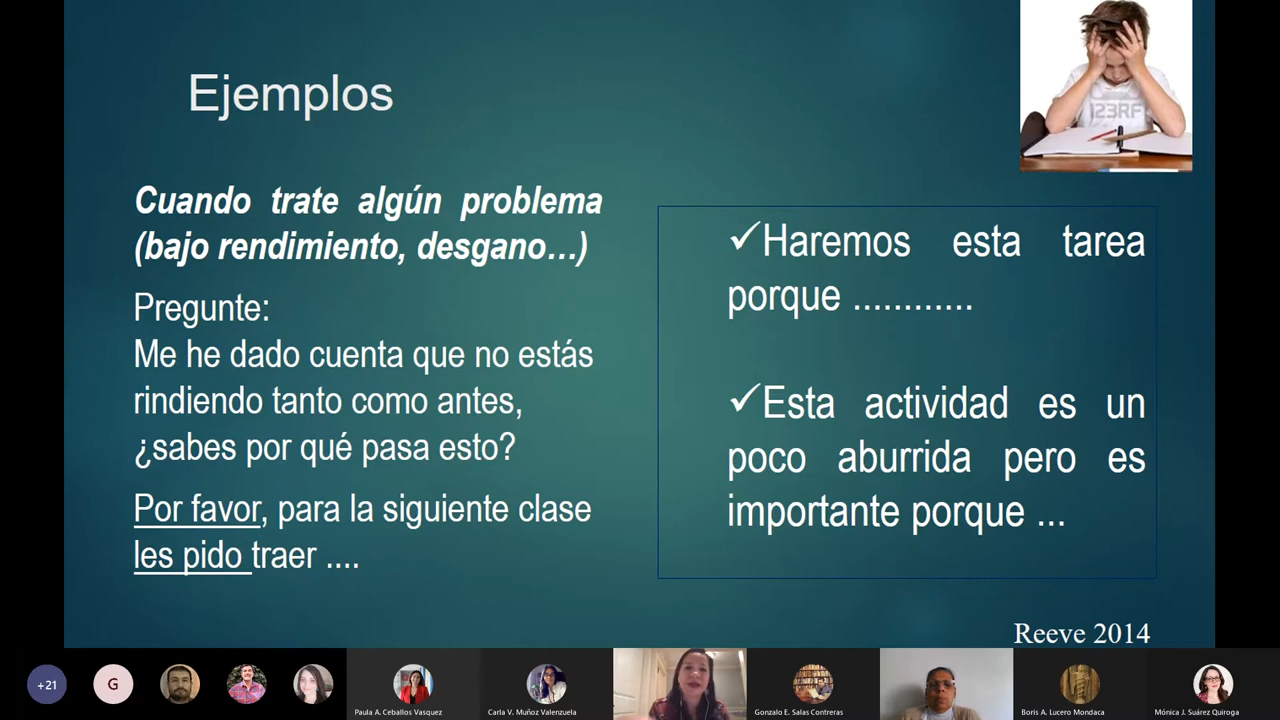 Ejemplos
123RF
Cuando trate algún problema
(bajo rendimiento, desgano...)
Pregunte:
Me he dado cuenta que no estás
rindiendo tanto como antes,
¿sabes por qué pasa esto?
Por favor, para la siguiente clase
les pido traer ....
✓Haremos esta tarea
porque ............
✓Esta actividad es un
poco aburrida pero es
importante porque ...
Reeve 2014
+21
G
Paula A. Ceballos Vasquez
Carla V. Muñoz Valenzuela
Gonzalo E. Salas Contreras
Boris A. Lucero Mondaca
Mónica J. Suárez Quiroga